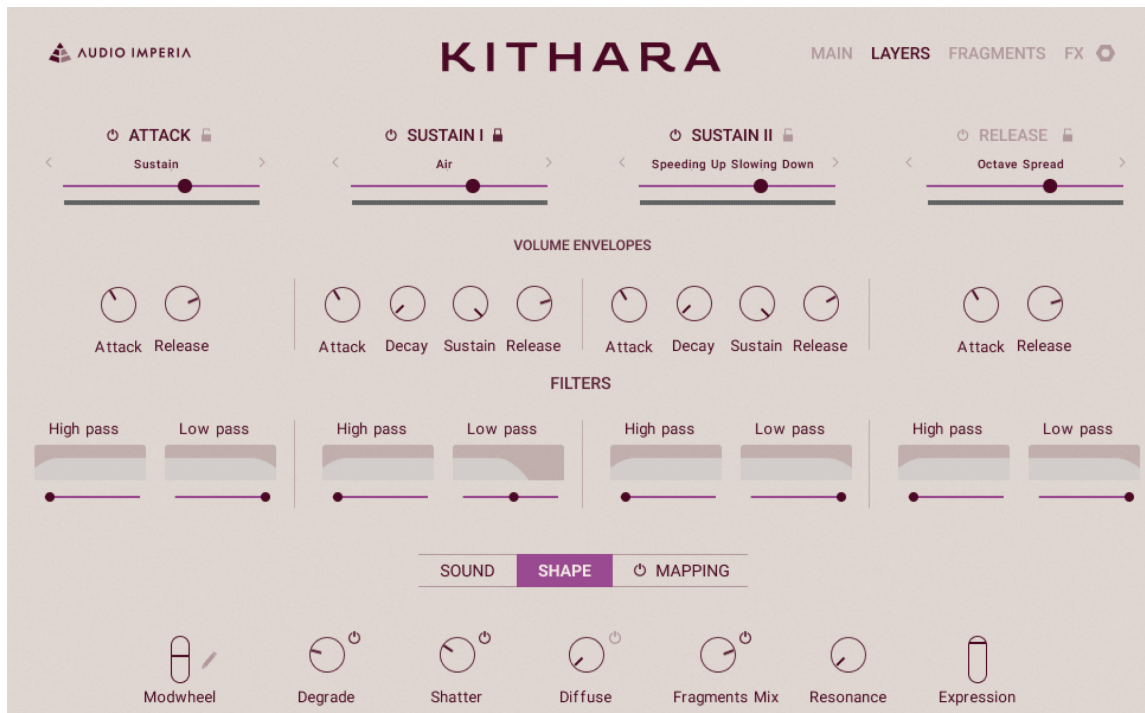 AUDIO IMPERIA
KITHARA
MAIN LAYERS FRAGMENTS FX
ATTACK SUSTAIN I SUSTAIN II RELEASE
Sustain Air Speeding Up Slowing Down Octave Spread
VOLUME ENVELOPES
Attack Release Attack Decay Sustain Release Attack Decay Sustain Release Attack Release
FILTERS
High pass Low pass High pass Low pass High pass Low pass High pass Low pass
SOUND SHAPE MAPPING
Modwheel Degrade Shatter Diffuse Fragments Mix Resonance Expression